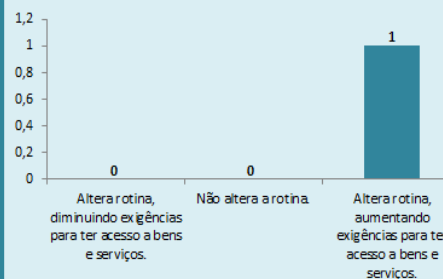 1,2
1
0,8
0,6
0,4
0,2
0
0
0
1
Altera rotina,
diminuindo exigências
para ter acesso a bens
e serviços.
Não altera a rotina.
Altera rotina,
aumentando
exigências para te
acesso a bens e
serviços.